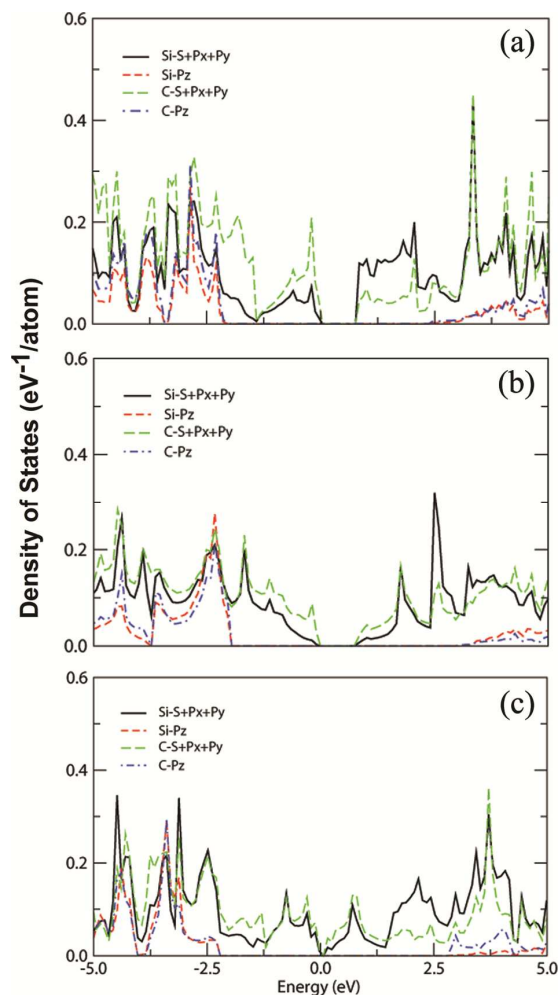 (a)
Si-S+Px+Py
Si-Pz
C-S+Px+Py
C-Pz
0.6
0.4
0.2
0.0
(b)
Si-S+Px+Py
Si-Pz
C-S+Px+Py
C-Pz
0.6
0.4
0.2
0.0
Density of States (eV-1/atom)
(c)
Si-S+Px+Py
Si-Pz
C-S+Px+Py
C-Pz
0.6
0.4
0.2
0.0
-5.0 -2.5 0.0 2.5 5.0
Energy (eV)